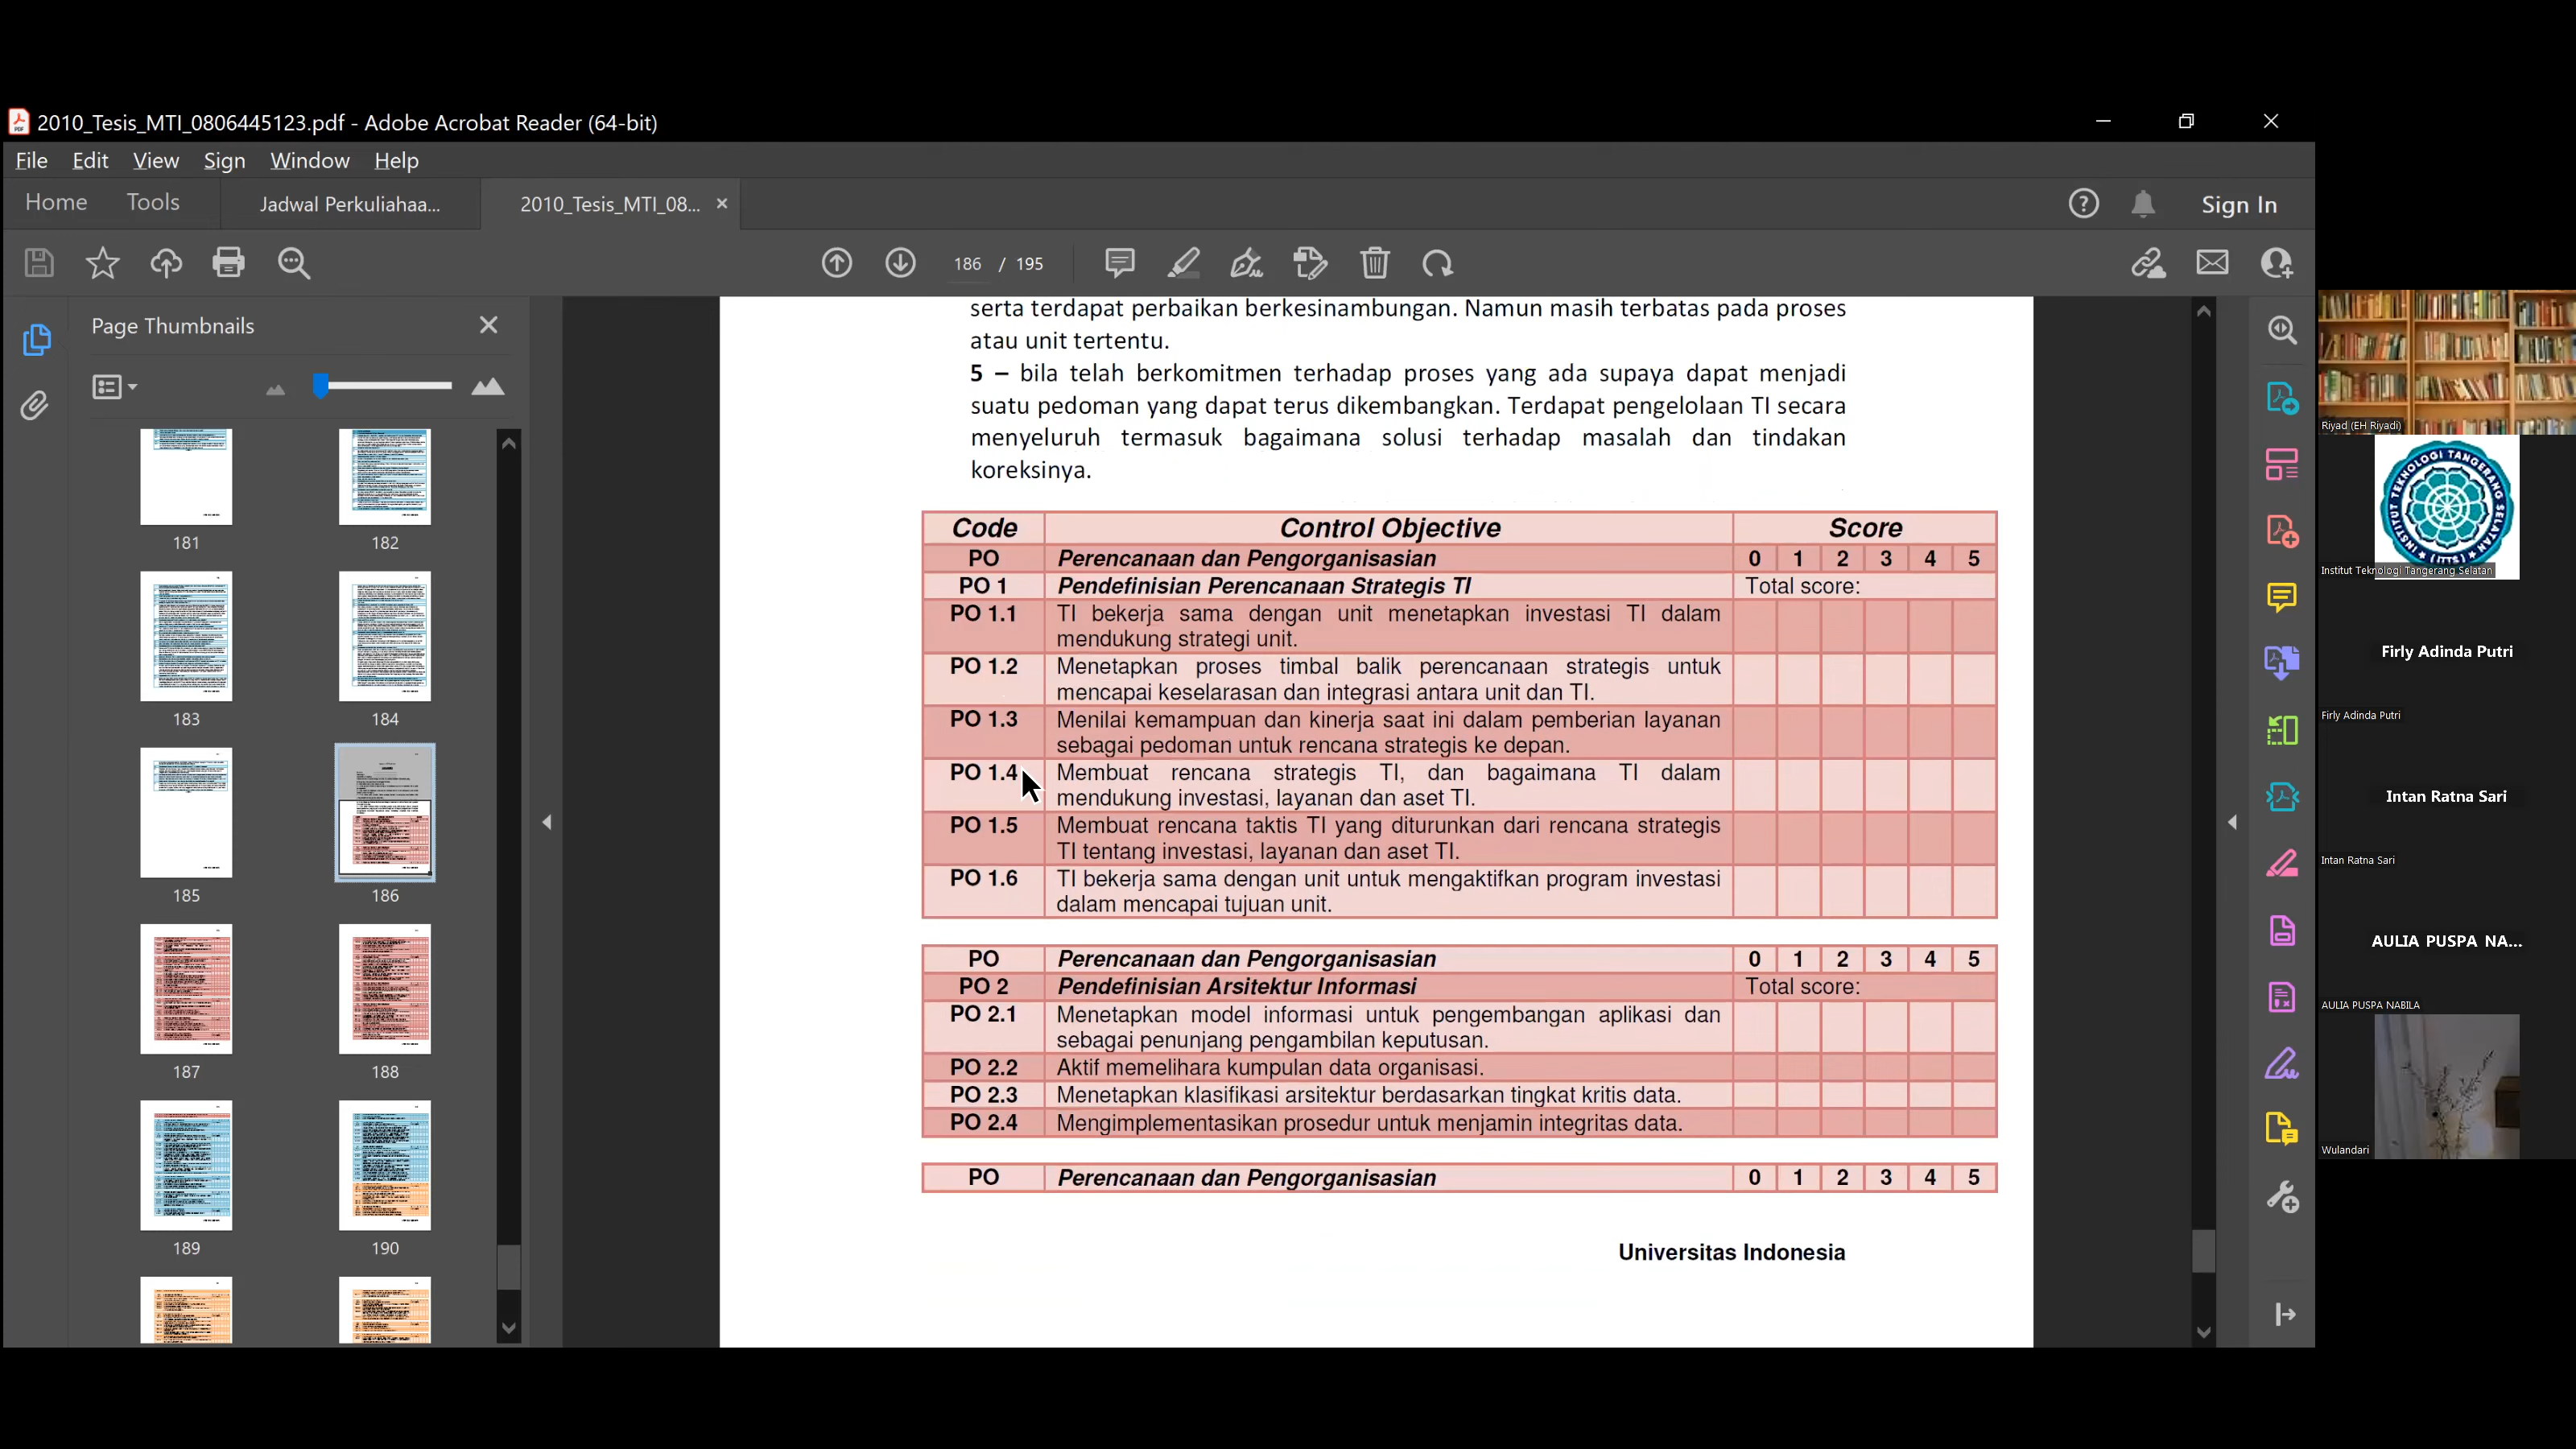 2010_Tesis_MTI_0806445123.pdf - Adobe Acrobat Reader (64-bit)
File Edit View Sign Window Help
Home Tools Jadwal Perkuliahaa... 2010_Tesis_MTI_08...
Sign In
186 / 195
Page Thumbnails
181 182
183 184
185 186
187 188
189 190
serta terdapat perbaikan berkesinambungan. Namun masih terbatas pada proses
atau unit tertentu.
5 – bila telah berkomitmen terhadap proses yang ada supaya dapat menjadi
suatu pedoman yang dapat terus dikembangkan. Terdapat pengelolaan TI secara
menyeluruh termasuk bagaimana solusi terhadap masalah dan tindakan
koreksinya.
Code Control Objective Score
PO Perencanaan dan Pengorganisasian 0 1 2 3 4 5
PO 1 Pendefinisian Perencanaan Strategis TI Total score:
PO 1.1 TI bekerja sama dengan unit menetapkan investasi TI dalam
mendukung strategi unit.
PO 1.2 Menetapkan proses timbal balik perencanaan strategis untuk
mencapai keselarasan dan integrasi antara unit dan TI.
PO 1.3 Menilai kemampuan dan kinerja saat ini dalam pemberian layanan
sebagai pedoman untuk rencana strategis ke depan.
PO 1.4 Membuat rencana strategis TI, dan bagaimana TI dalam
mendukung investasi, layanan dan aset TI.
PO 1.5 Membuat rencana taktis TI yang diturunkan dari rencana strategis
TI tentang investasi, layanan dan aset TI.
PO 1.6 TI bekerja sama dengan unit untuk mengaktifkan program investasi
dalam mencapai tujuan unit.
PO Perencanaan dan Pengorganisasian 0 1 2 3 4 5
PO 2 Pendefinisian Arsitektur Informasi Total score:
PO 2.1 Menetapkan model informasi untuk pengembangan aplikasi dan
sebagai penunjang pengambilan keputusan.
PO 2.2 Aktif memelihara kumpulan data organisasi.
PO 2.3 Menetapkan klasifikasi arsitektur berdasarkan tingkat kritis data.
PO 2.4 Mengimplementasikan prosedur untuk menjamin integritas data.
PO Perencanaan dan Pengorganisasian 0 1 2 3 4 5
Universitas Indonesia
Riyad (EH Riyadi)
INSTITUT TEKNOLOGI TANGERANG SELATAN
(ITTS)
Institut Teknologi Tangerang Selatan
Firly Adinda Putri
Firly Adinda Putri
Intan Ratna Sari
Intan Ratna Sari
AULIA PUSPA NA...
AULIA PUSPA NABILA
Wulandari